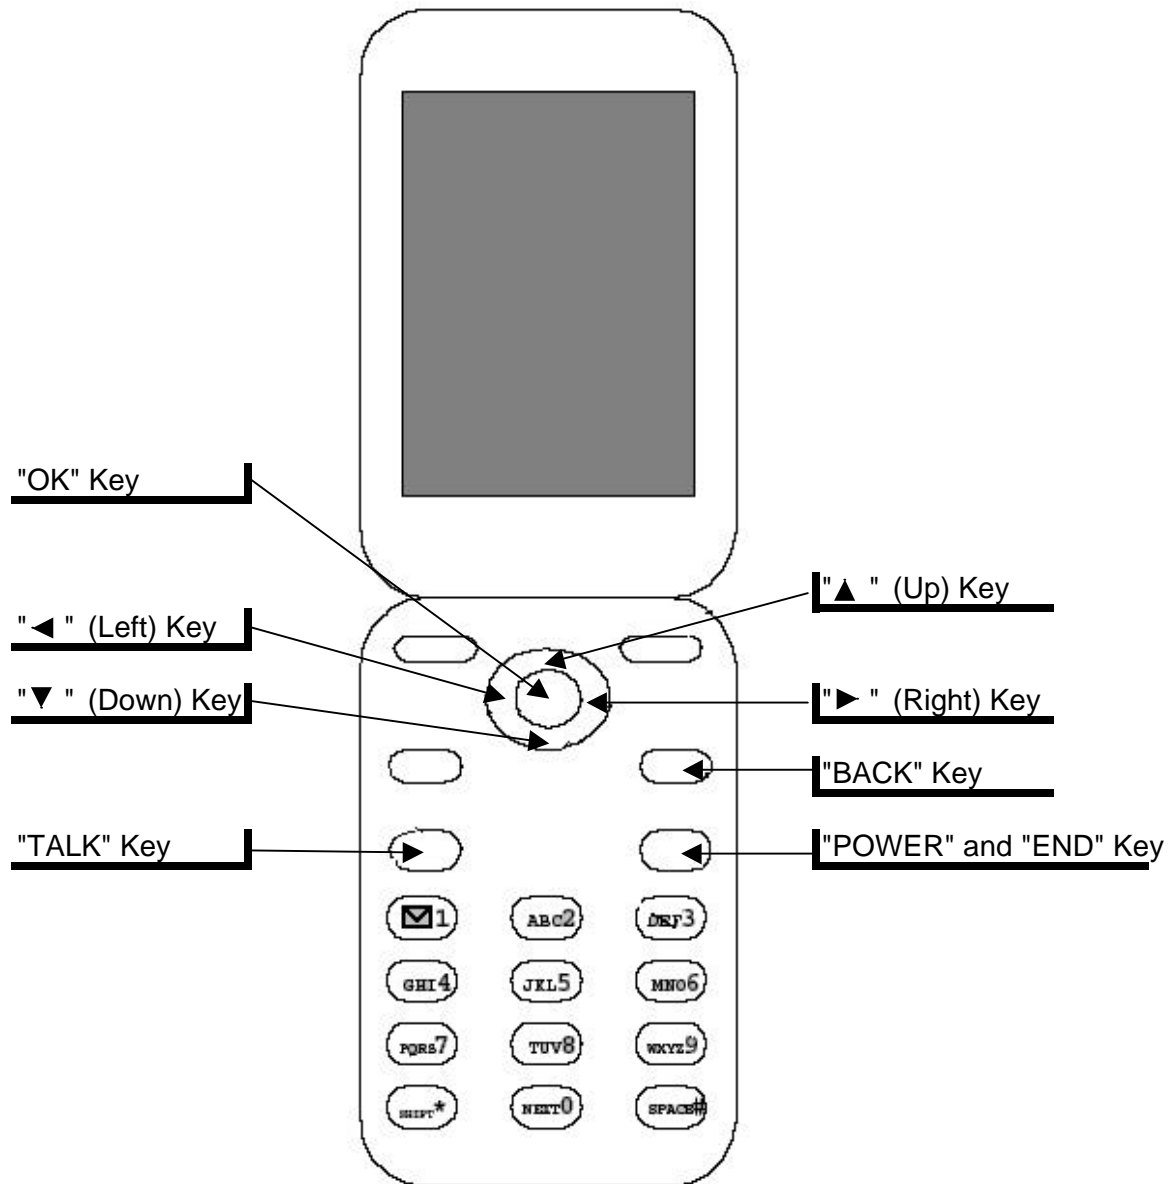 "OK" Key
"▲ " (Up) Key
"◄ " (Left) Key
"▼ " (Down) Key
"► " (Right) Key
"BACK" Key
"TALK" Key
"POWER" and "END" Key
1 ABC2 DEF3
GHI4 JKL5 MNO6
PQRS7 TUV8 WXYZ9
SHIFT* NEXT0 SPACE#